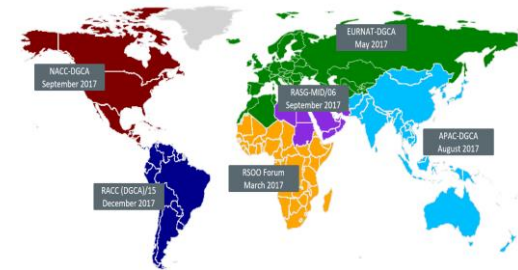 EURNAT-DGCA
May 2017
NACC-DGCA
September 2017
RASG-MID/06
September 2017
APAC-DGCA
August 2017
RSOO Forum
March 2017
RACC (DGCA)/15
December 2017